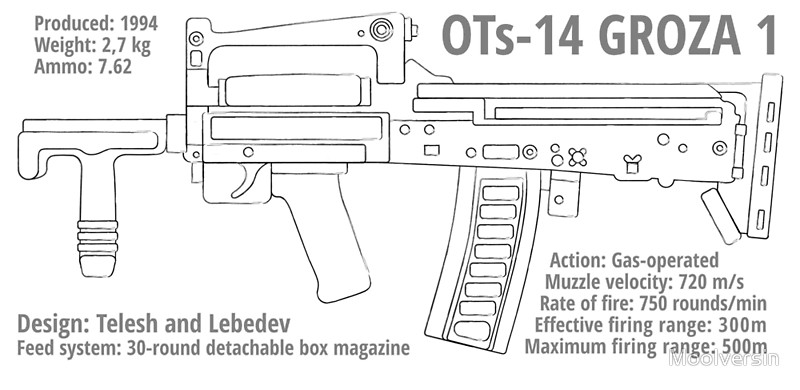 Produced: 1994
Weight: 2,7 kg
Ammo: 7.62
OTs-14 GROZA 1
Action: Gas-operated
Muzzle velocity: 720 m/s
Rate of fire: 750 rounds/min
Effective firing range: 300m
Maximum firing range: 500m
Design: Telesh and Lebedev
Feed system: 30-round detachable box magazine
Moolversin